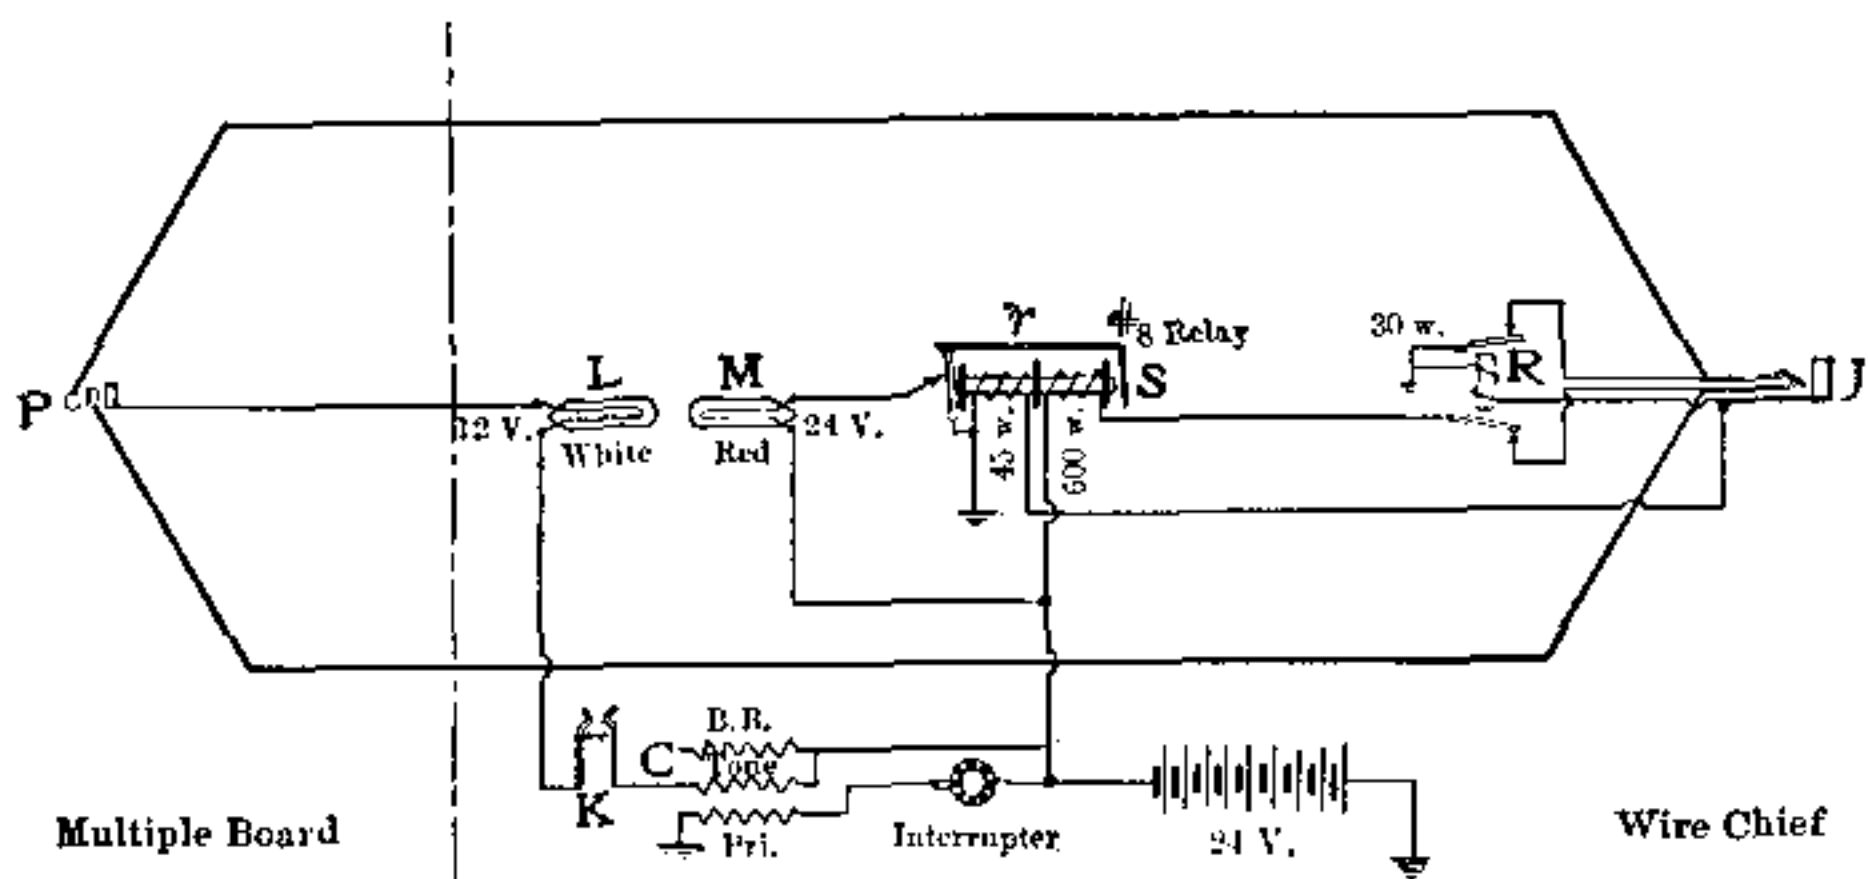 r
#8 Relay
30 w.
L
M
S
R
J
P
24 V.
White
Red
45 w.
600 w.
B. R.
C
Tone
K
Pri.
Interrupter
24 V.
Multiple Board
Wire Chief